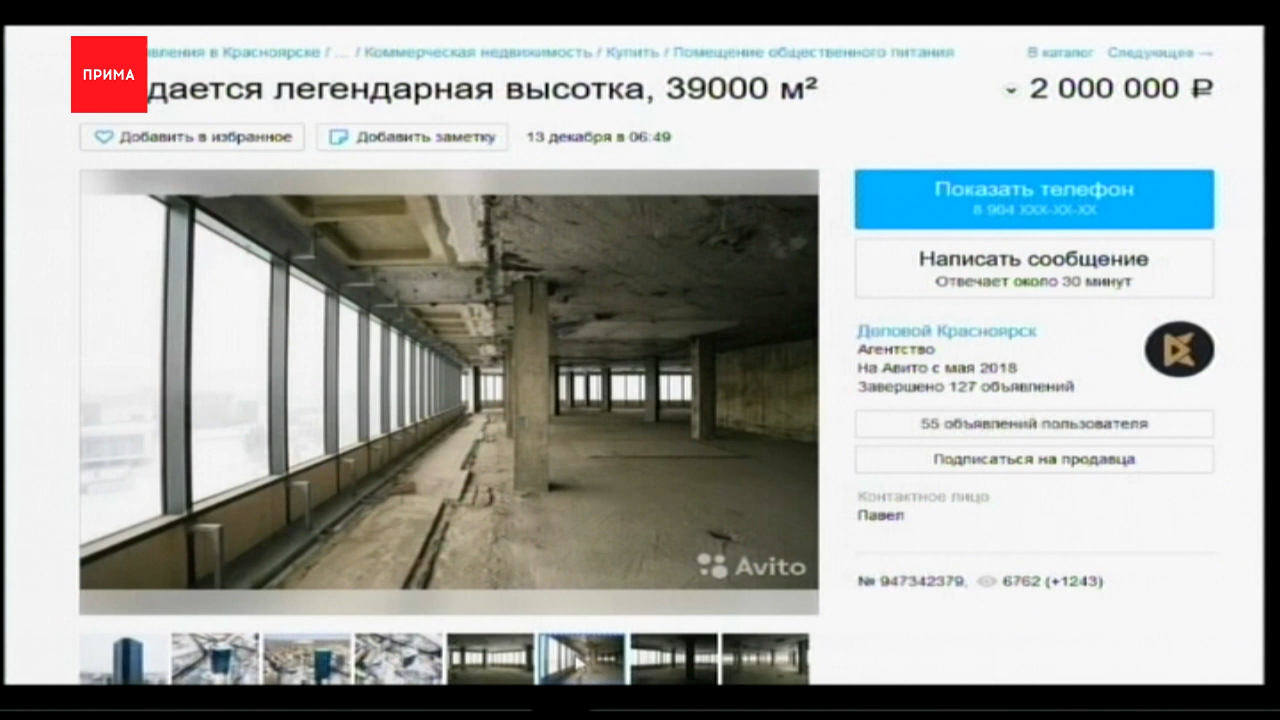 ПРИМА
вления в Красноярске / ... / Коммерческая недвижимость / Купить / Помещение общественного питания
В каталог Следующее →
дается легендарная высотка, 39000 м²
2 000 000 ₽
Добавить в избранное
Добавить заметку
13 декабря в 06:49
Показать телефон
8 904 XXX-XX-XX
Написать сообщение
Отвечает около 30 минут
Деловой Красноярск
Агентство
На Авито с мая 2018
Завершено 127 объявлений
55 объявлений пользователя
Подписаться на продавца
Контактное лицо
Павел
Avito
№ 947342379, 6762 (+1243)